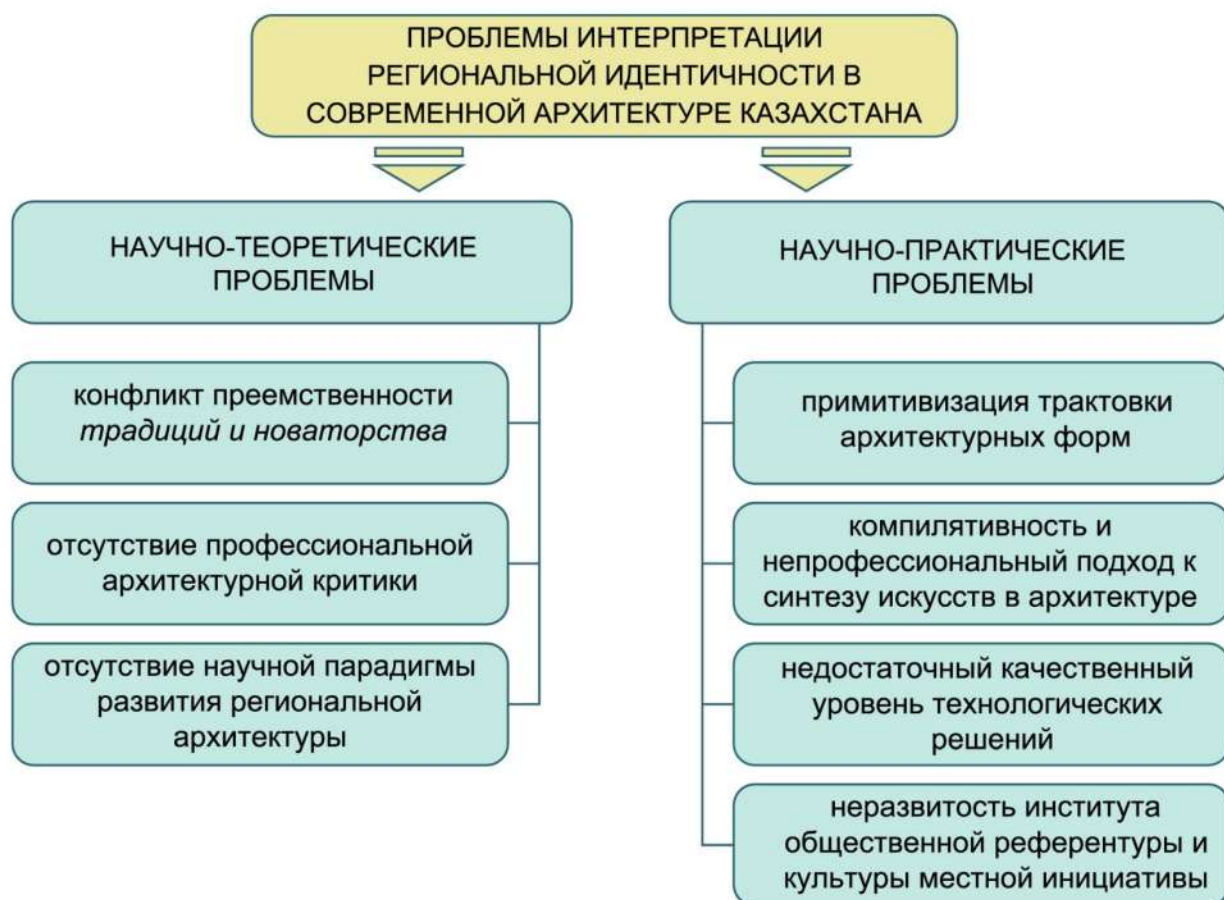 ПРОБЛЕМЫ ИНТЕРПРЕТАЦИИ
РЕГИОНАЛЬНОЙ ИДЕНТИЧНОСТИ В
СОВРЕМЕННОЙ АРХИТЕКТУРЕ КАЗАХСТАНА
НАУЧНО-ТЕОРЕТИЧЕСКИЕ
ПРОБЛЕМЫ
конфликт преемственности
традиций и новаторства
отсутствие профессиональной
архитектурной критики
отсутствие научной парадигмы
развития региональной
архитектуры
НАУЧНО-ПРАКТИЧЕСКИЕ
ПРОБЛЕМЫ
примитивизация трактовки
архитектурных форм
компилятивность и
непрофессиональный подход к
синтезу искусств в архитектуре
недостаточный качественный
уровень технологических
решений
неразвитость института
общественной референтуры и
культуры местной инициативы